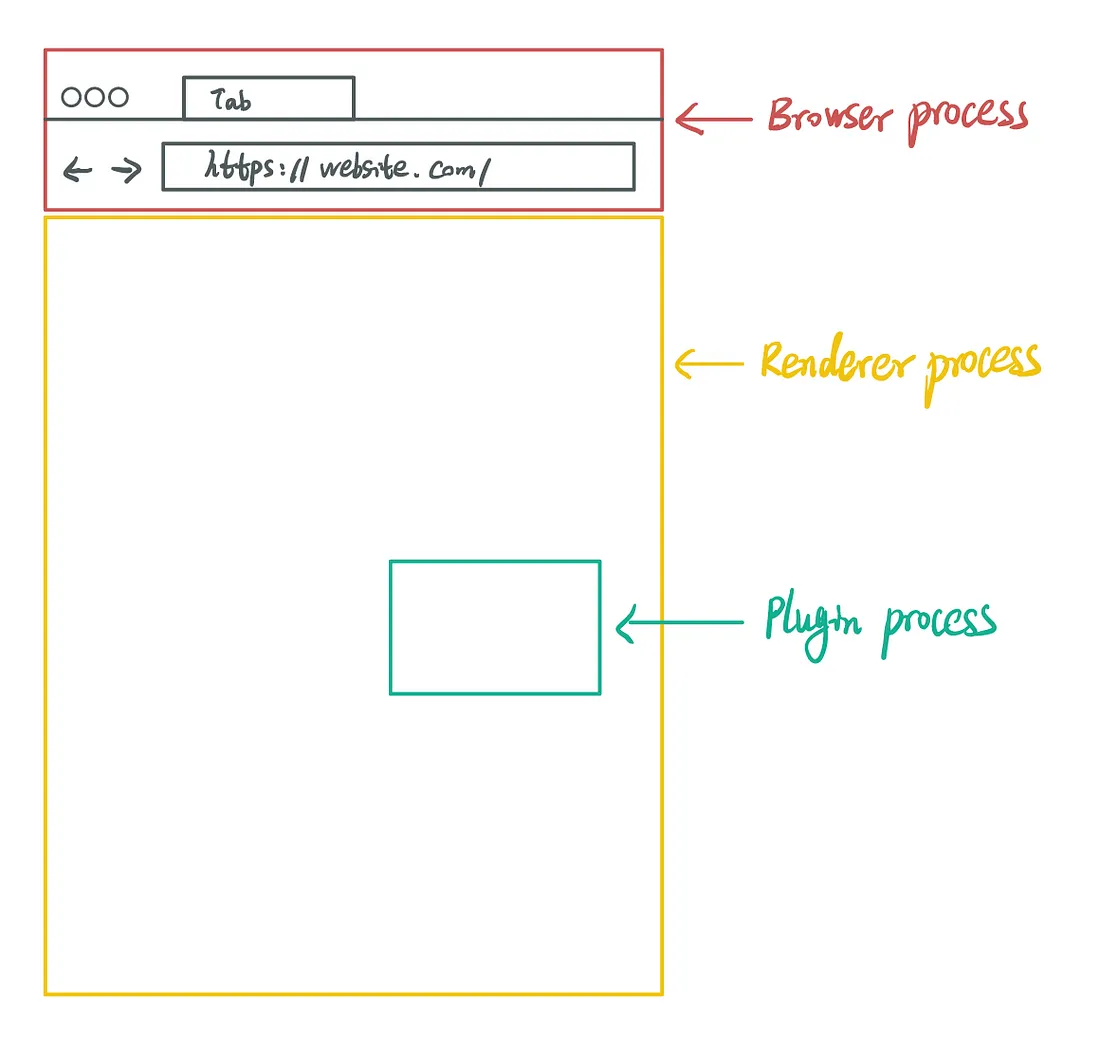 Tab
Browser process
https://website.com/
Renderer process
Plugin process